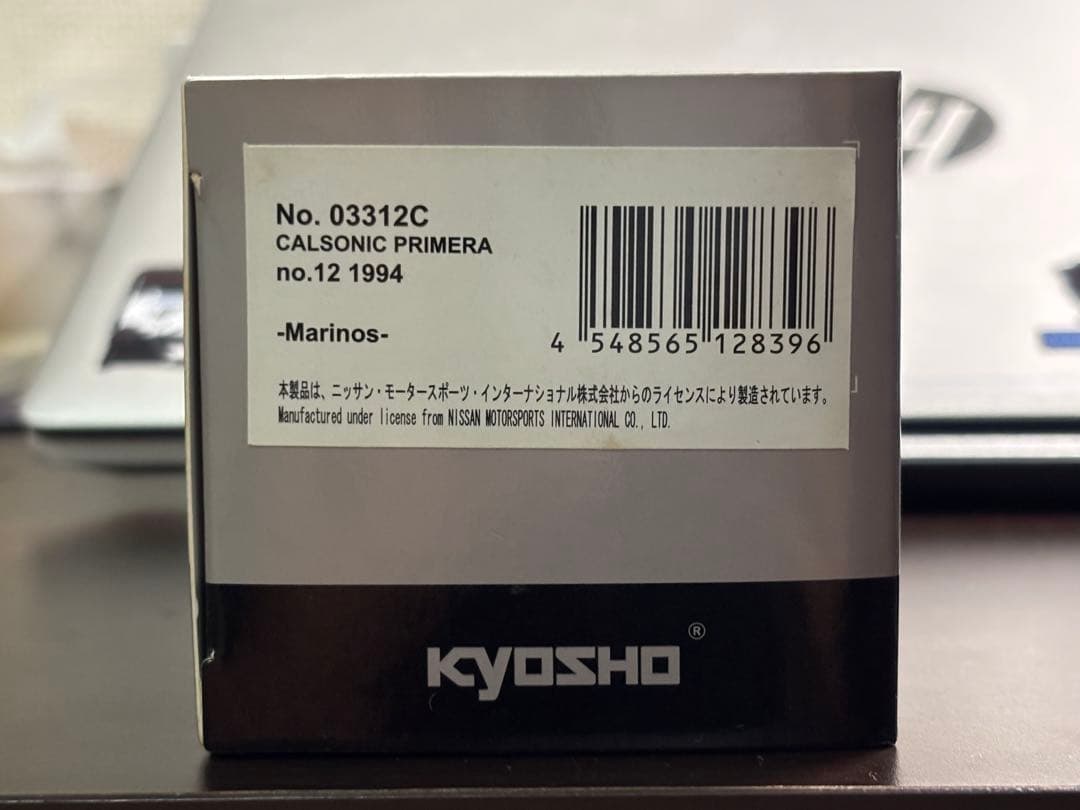 No. 03312C
CALSONIC PRIMERA
no.12 1994
-Marinos-
4 548565 128396
本製品は、ニッサン・モータースポーツ・インターナショナル株式会社からのライセンスにより製造されています。
Manufactured under license from NISSAN MOTORSPORTS INTERNATIONAL CO., LTD.
KYOSHO ®
hp